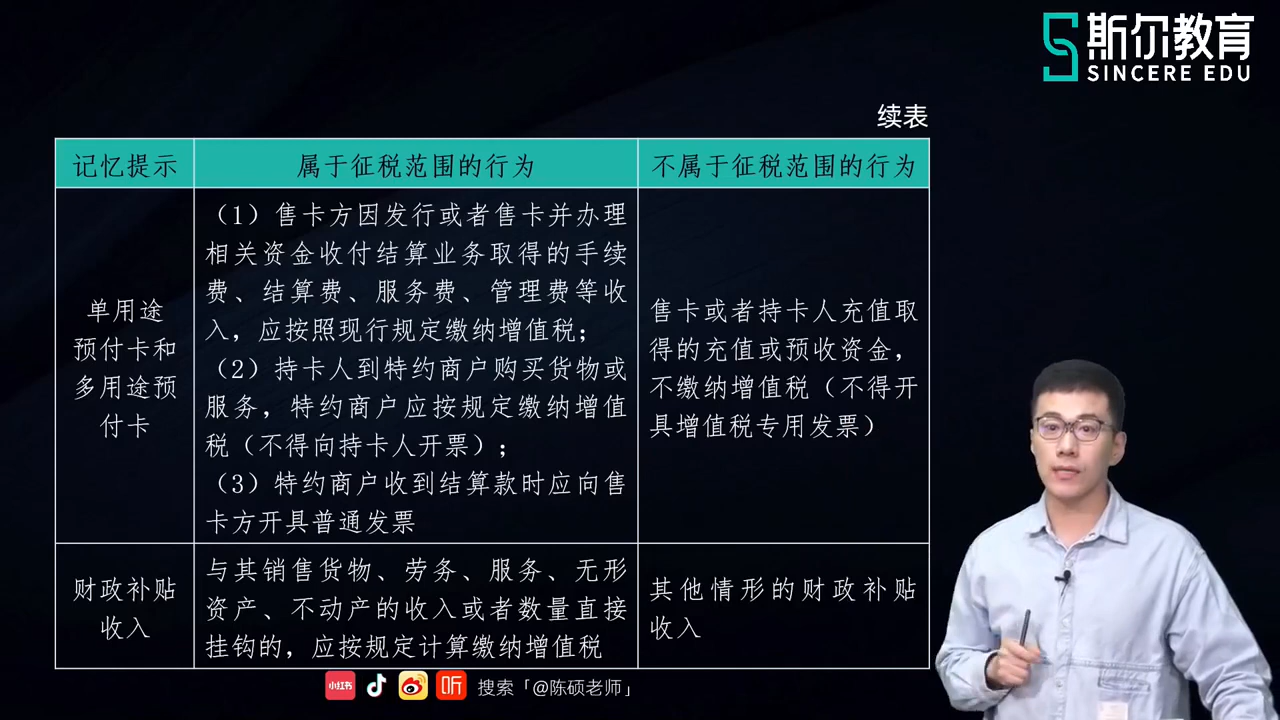 斯尔教育
SINCERE EDU
续表
记忆提示
属于征税范围的行为
不属于征税范围的行为
单用途
预付卡和
多用途预
付卡
（1）售卡方因发行或者售卡并办理
相关资金收付结算业务取得的手续
费、结算费、服务费、管理费等收
入，应按照现行规定缴纳增值税；
（2）持卡人到特约商户购买货物或
服务，特约商户应按规定缴纳增值
税（不得向持卡人开票）；
（3）特约商户收到结算款时应向售
卡方开具普通发票
售卡或者持卡人充值取
得的充值或预收资金，
不缴纳增值税（不得开
具增值税专用发票）
财政补贴
收入
与其销售货物、劳务、服务、无形
资产、不动产的收入或者数量直接
挂钩的，应按规定计算缴纳增值税
其他情形的财政补贴
收入
小红书
听
搜索「@陈硕老师」